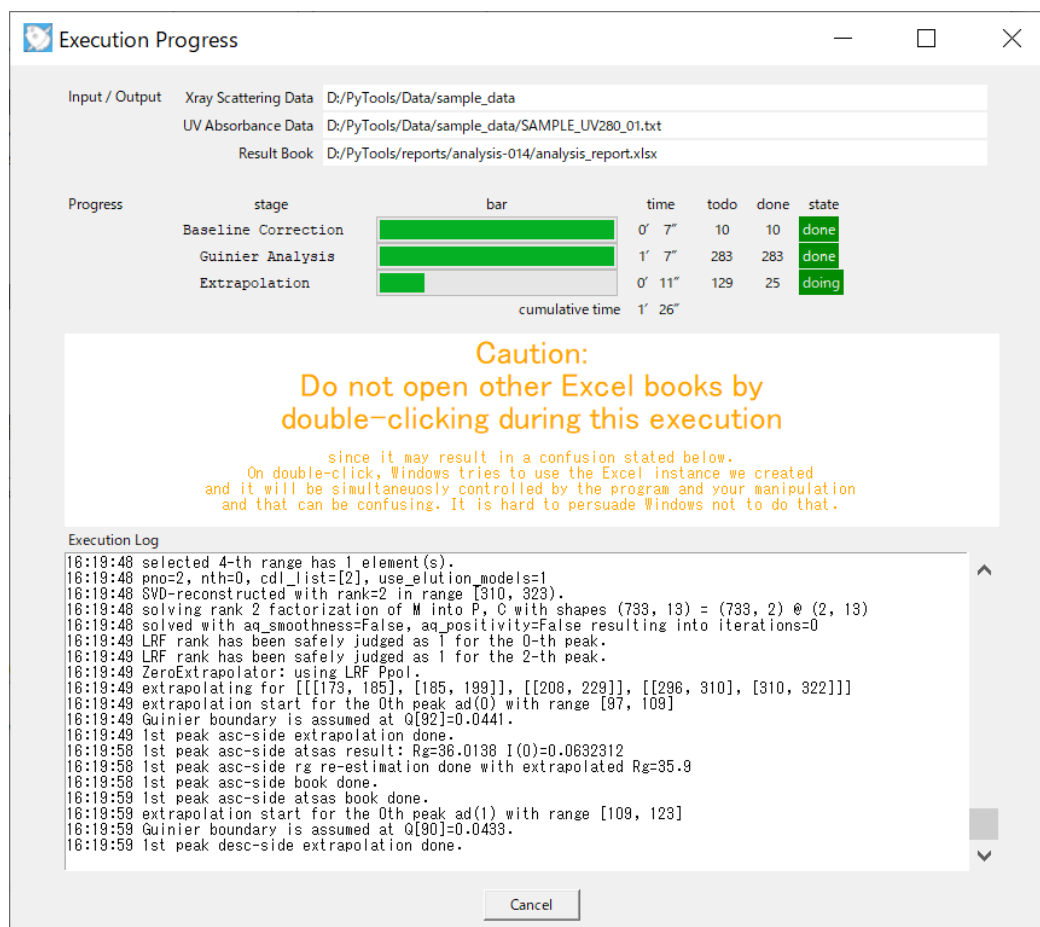 Execution Progress
Input / Output Xray Scattering Data D:/PyTools/Data/sample_data
UV Absorbance Data D:/PyTools/Data/sample_data/SAMPLE_UV280_01.txt
Result Book D:/PyTools/reports/analysis-014/analysis_report.xlsx
Progress stage bar time todo done state
Baseline Correction 0′ 7″ 10 10 done
Guinier Analysis 1′ 7″ 283 283 done
Extrapolation 0′ 11″ 129 25 doing
cumulative time 1′ 26″
Caution:
Do not open other Excel books by
double-clicking during this execution
since it may result in a confusion stated below.
On double-click, Windows tries to use the Excel instance we created
and it will be simultaneuosly controlled by the program and your manipulation
and that can be confusing. It is hard to persuade Windows not to do that.
Execution Log
16:19:48 selected 4-th range has 1 element(s).
16:19:48 pno=2, nth=0, cdl_list=[2], use_elution_models=1
16:19:48 SVD-reconstructed with rank=2 in range [310, 323).
16:19:48 solving rank 2 factorization of M into P, C with shapes (733, 13) = (733, 2) @ (2, 13)
16:19:48 solved with aq_smoothness=False, aq_positivity=False resulting into iterations=0
16:19:49 LRF rank has been safely judged as 1 for the 0-th peak.
16:19:49 LRF rank has been safely judged as 1 for the 2-th peak.
16:19:49 ZeroExtrapolator: using LRF Ppol.
16:19:49 extrapolating for [[[173, 185], [185, 199]], [[208, 229]], [[296, 310], [310, 322]]]
16:19:49 extrapolation start for the 0th peak ad(0) with range [97, 109]
16:19:49 Guinier boundary is assumed at Q[92]=0.0441.
16:19:49 1st peak asc-side extrapolation done.
16:19:58 1st peak asc-side atsas result: Rg=36.0138 I(0)=0.0632312
16:19:58 1st peak asc-side rg re-estimation done with extrapolated Rg=35.9
16:19:58 1st peak asc-side book done.
16:19:59 1st peak asc-side atsas book done.
16:19:59 extrapolation start for the 0th peak ad(1) with range [109, 123]
16:19:59 Guinier boundary is assumed at Q[90]=0.0433.
16:19:59 1st peak desc-side extrapolation done.
Cancel